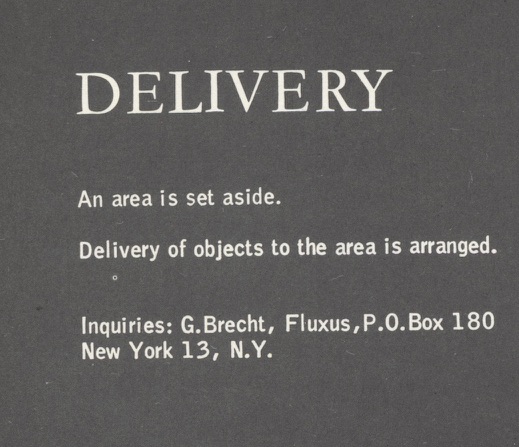 DELIVERY
An area is set aside.
Delivery of objects to the area is arranged.
Inquiries: G.Brecht, Fluxus,P.O.Box 180
New York 13, N.Y.